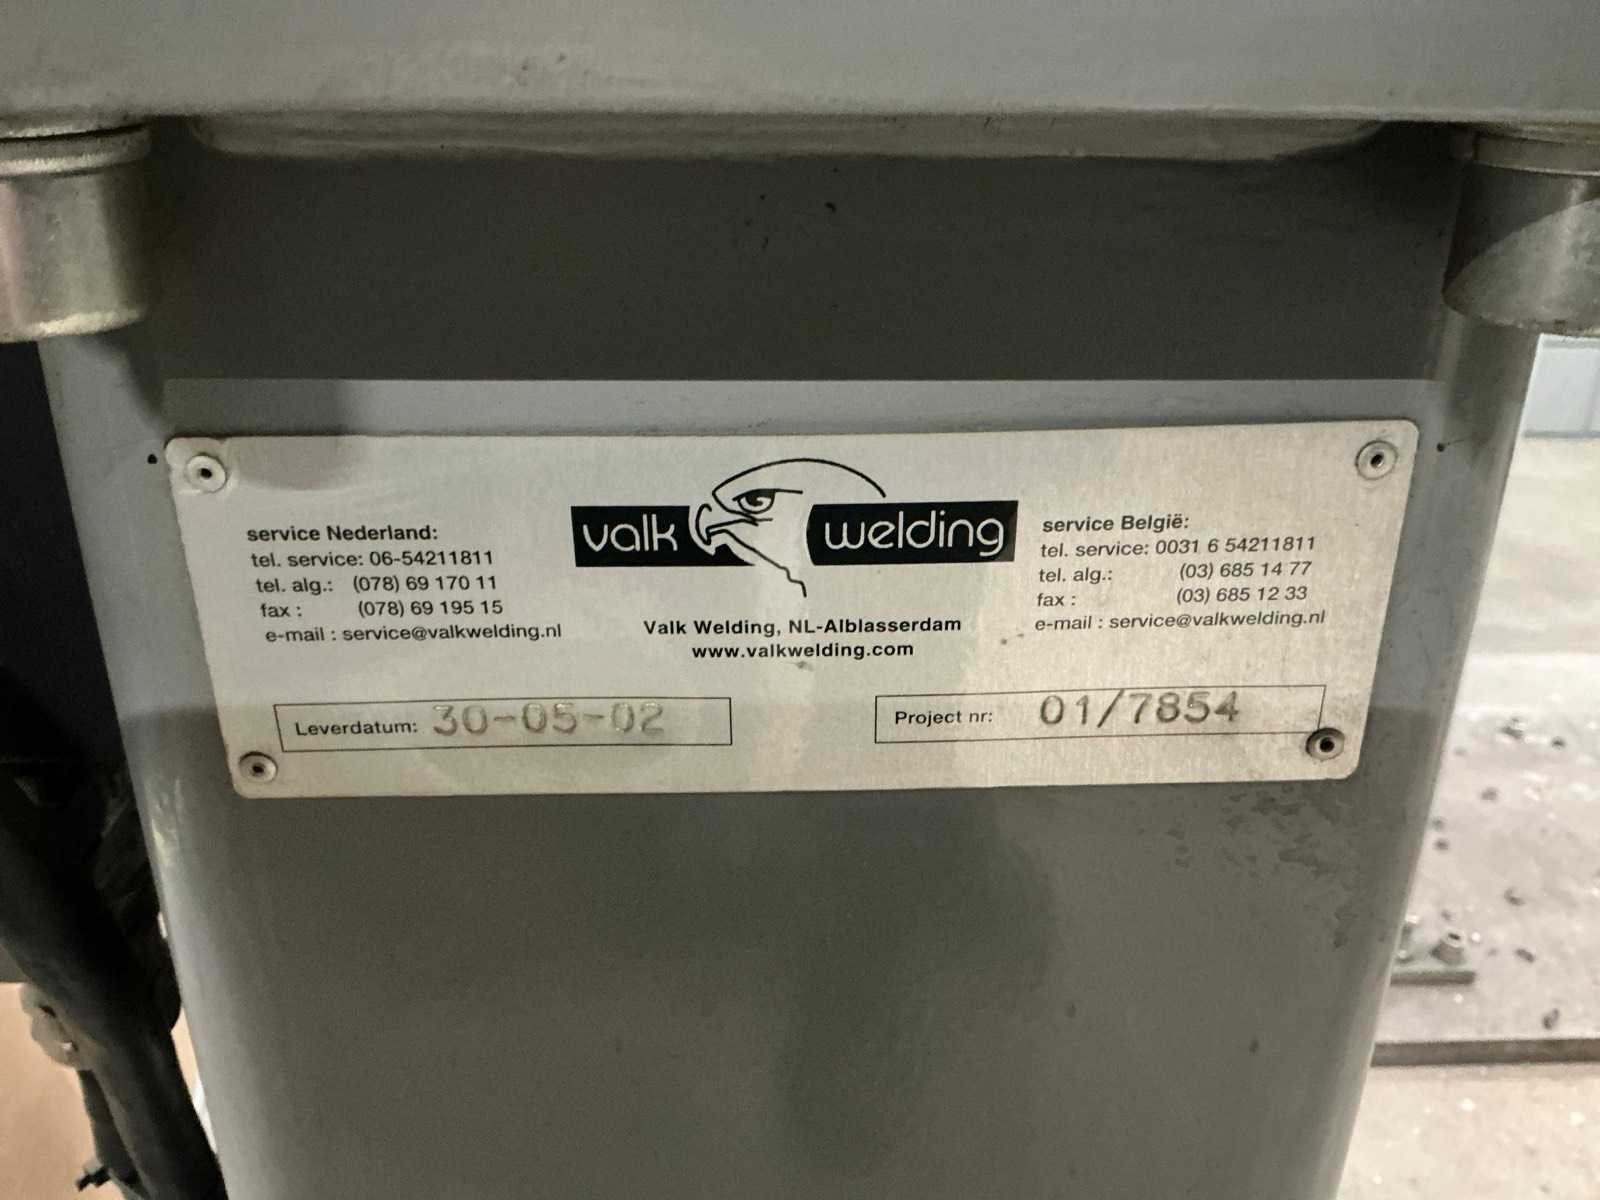 service Nederland:
tel. service: 06-54211811
tel. alg.: (078) 69 170 11
fax : (078) 69 195 15
e-mail : service@valkwelding.nl
valk welding
Valk Welding, NL-Alblasserdam
www.valkwelding.com
service België:
tel. service: 0031 6 54211811
tel. alg.: (03) 685 14 77
fax : (03) 685 12 33
e-mail : service@valkwelding.nl
Leverdatum: 30-05-02
Project nr: 01/7854